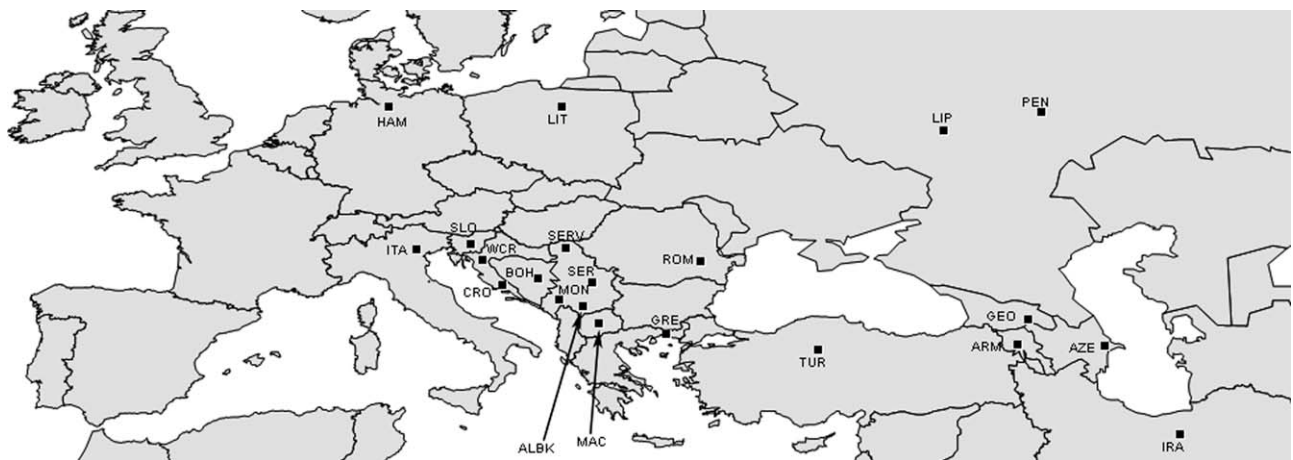 PEN
LIP
HAM
LIT
SLO
SERV
ITA
WCR
ROM
BOH
SER
CRO
MON
GRE
GEO
ARM
AZE
TUR
ALBK
MAC
IRA